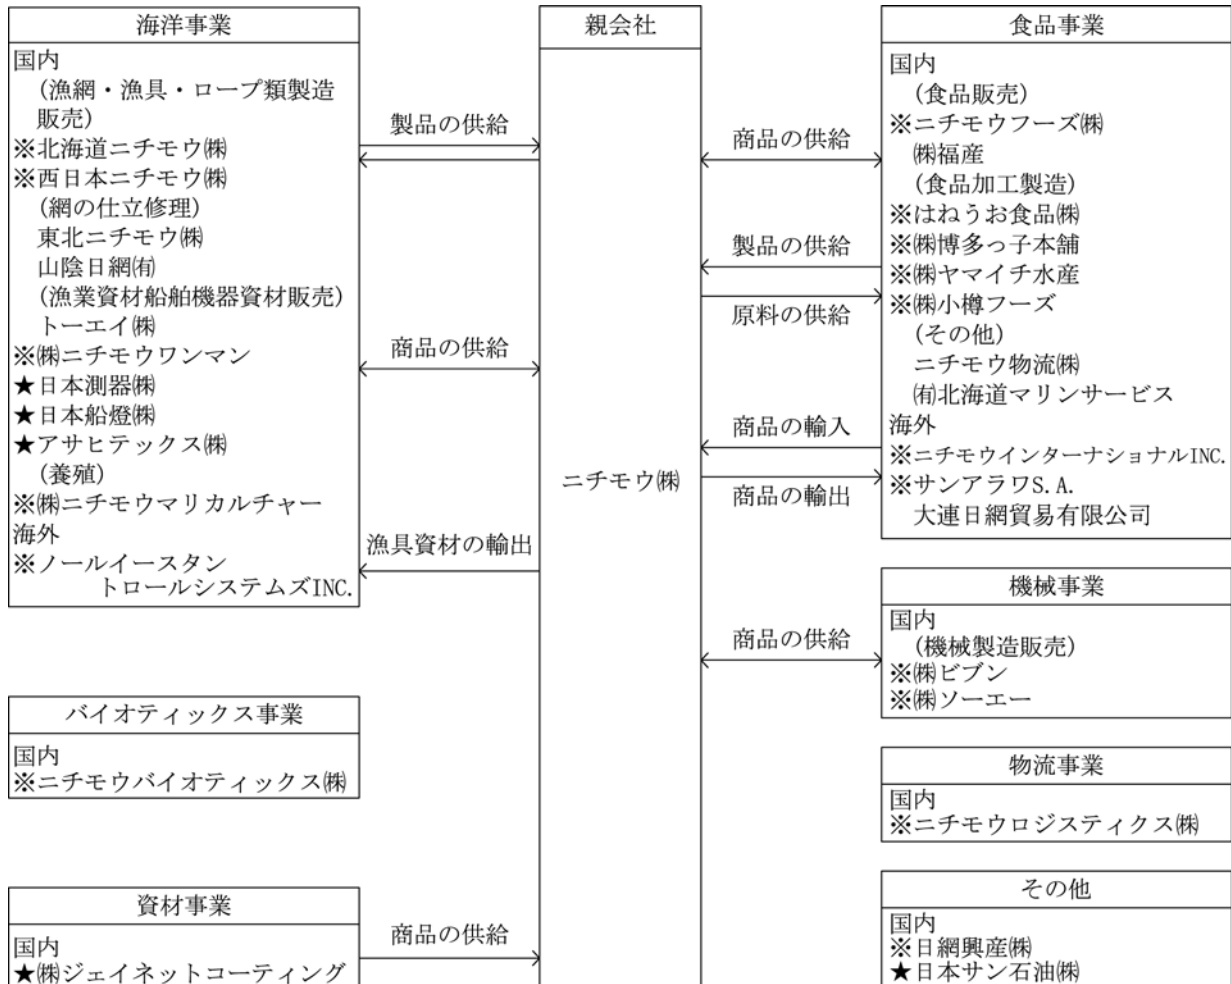 海洋事業
国内
(漁網・漁具・ロープ類製造
販売)
※北海道ニチモウ㈱
※西日本ニチモウ㈱
(網の仕立修理)
東北ニチモウ㈱
山陰日網㈲
(漁業資材船舶機器資材販売)
トーエイ㈱
※㈱ニチモウワンマン
★日本測器㈱
★日本船燈㈱
★アサヒテックス㈱
(養殖)
※㈱ニチモウマリカルチャー
海外
※ノールイースタン
トロールシステムズINC.
バイオティックス事業
国内
※ニチモウバイオティックス㈱
資材事業
国内
★㈱ジェイネットコーティング
製品の供給
商品の供給
漁具資材の輸出
商品の供給
親会社
ニチモウ㈱
商品の供給
製品の供給
原料の供給
商品の輸入
商品の輸出
商品の供給
食品事業
国内
(食品販売)
※ニチモウフーズ㈱
㈱福産
(食品加工製造)
※はねうお食品㈱
※㈱博多っ子本舗
※㈱ヤマイチ水産
※㈱小樽フーズ
(その他)
ニチモウ物流㈱
㈲北海道マリンサービス
海外
※ニチモウインターナショナルINC.
※サンアラワS.A.
大連日網貿易有限公司
機械事業
国内
(機械製造販売)
※㈱ビブン
※㈱ソーエー
物流事業
国内
※ニチモウロジスティクス㈱
その他
国内
※日網興産㈱
★日本サン石油㈱